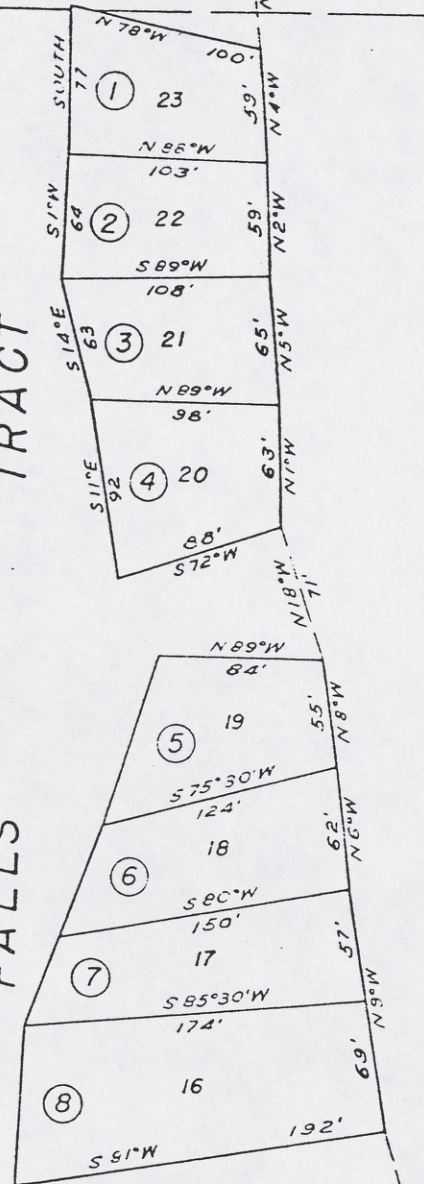 N 78°W
100'
SOUTH
77
1
23
59'
N 4°W
N 86°W
103'
S 1°W
64
2
22
59'
N 2°W
S 89°W
108'
S 14°E
63
3
21
65'
N 5°W
N 89°W
98'
TRACT
S 11°E
92
4
20
63'
N 1°W
88'
S 72°W
N 18°W
71'
N 89°W
84'
5
19
55'
N 8°W
S 75°30'W
124'
FALLS
6
18
62'
N 6°W
S 80°W
150'
7
17
57'
S 85°30'W
174'
N 9°W
8
16
69'
S 81°W
192'